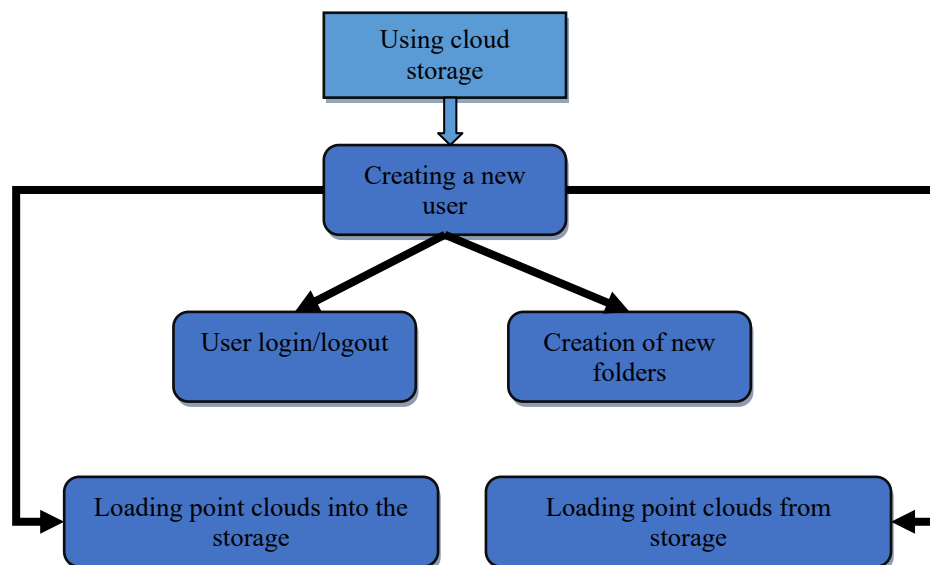 Using cloud
storage
Creating a new
user
User login/logout
Creation of new
folders
Loading point clouds into the
storage
Loading point clouds from
storage